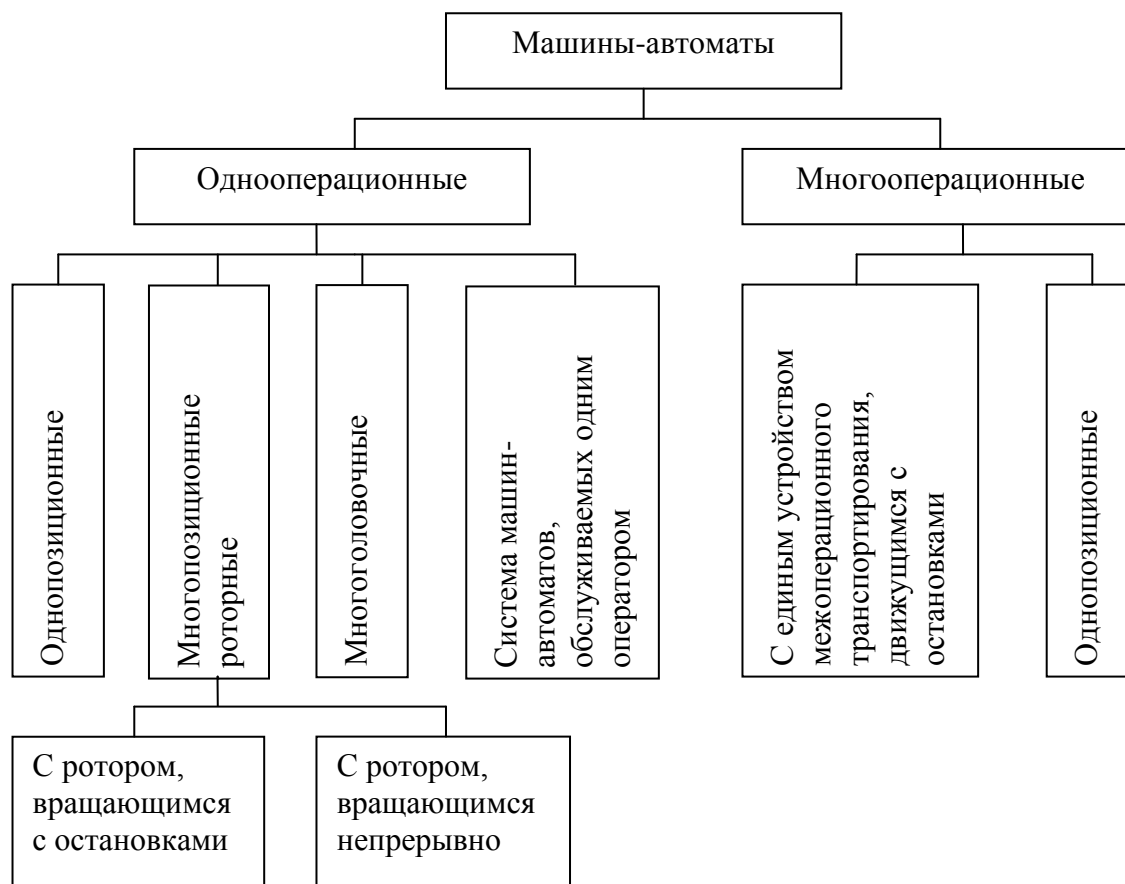 Машины-автоматы
Однооперационные
Многооперационные
Однопозиционные
Многопозиционные
роторные
Многоголовочные
Система машин-
автоматов,
обслуживаемых одним
оператором
С единым устройством
межоперационного
транспортирования,
движущимся с
остановками
Однопозиционные
С ротором,
вращающимся
с остановками
С ротором,
вращающимся
непрерывно